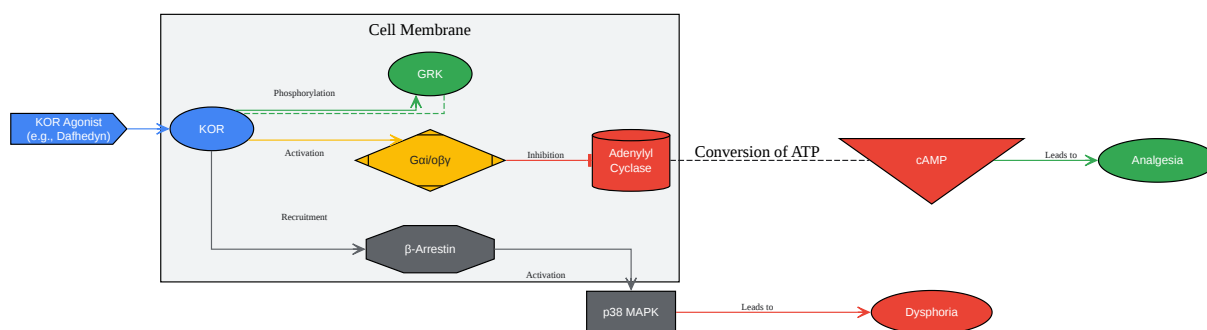 Cell Membrane
GRK
Phosphorylation
KOR Agonist
(e.g., Dafhedyn)
KOR
Activation
Gαi/oβγ
Inhibition
Adenylyl
Cyclase
Conversion of ATP
cAMP
Leads to
Analgesia
Recruitment
β-Arrestin
Activation
p38 MAPK
Leads to
Dysphoria